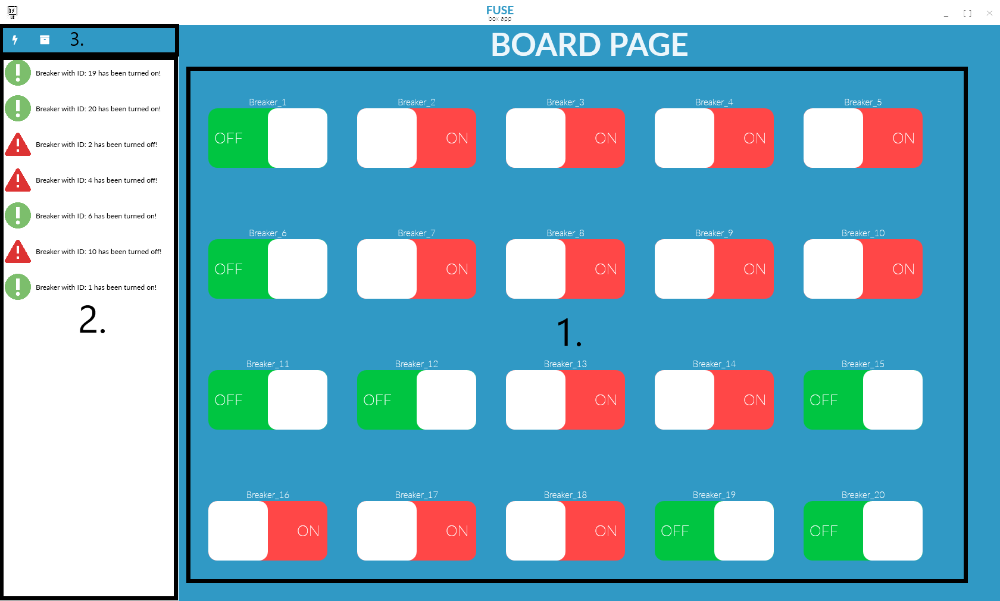 FUSE
box app
3.
BOARD PAGE
Breaker with ID: 19 has been turned on!
Breaker with ID: 20 has been turned on!
Breaker with ID: 2 has been turned off!
Breaker with ID: 4 has been turned off!
Breaker with ID: 6 has been turned on!
Breaker with ID: 10 has been turned off!
Breaker with ID: 1 has been turned on!
2.
Breaker_1 Breaker_2 Breaker_3 Breaker_4 Breaker_5
OFF ON ON ON ON
Breaker_6 Breaker_7 Breaker_8 Breaker_9 Breaker_10
OFF ON ON ON ON
1.
Breaker_11 Breaker_12 Breaker_13 Breaker_14 Breaker_15
OFF OFF ON ON OFF
Breaker_16 Breaker_17 Breaker_18 Breaker_19 Breaker_20
ON ON ON OFF OFF